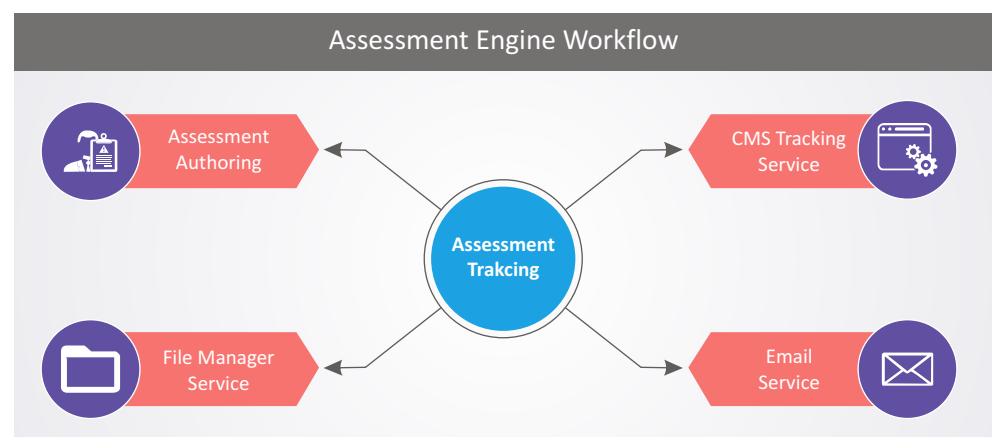 Assessment Engine Workflow
Assessment
Authoring
CMS Tracking
Service
Assessment
Trakcing
File Manager
Service
Email
Service